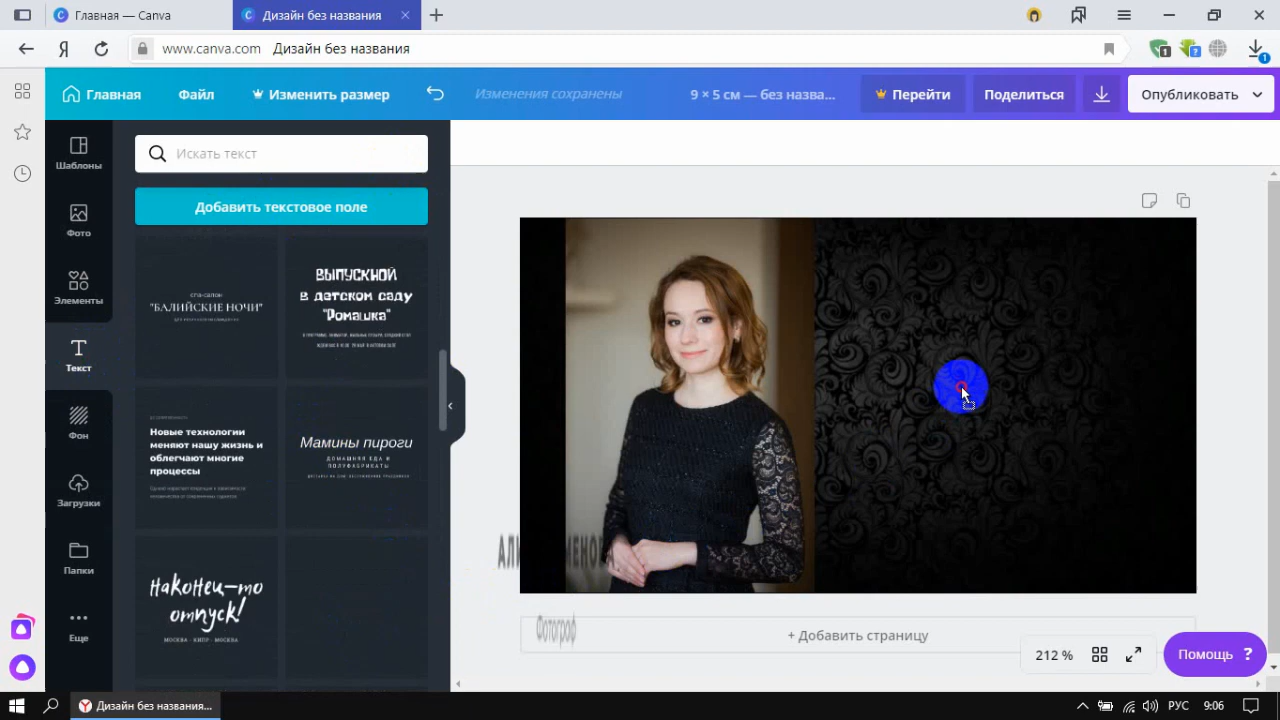 Главная — Canva
Дизайн без названия
www.canva.com Дизайн без названия
1
?
1
Главная
Файл
Изменить размер
Изменения сохранены
9 × 5 см — без назва...
Перейти
Поделиться
Опубликовать
Шаблоны
Фото
Элементы
Текст
Фон
Загрузки
Папки
Еще
Искать текст
Добавить текстовое поле
спа-салон
"БАЛИЙСКИЕ НОЧИ"
ВЫПУСКНОЙ
в детском саду
"Ромашка"
Новые технологии
меняют нашу жизнь и
облегчают многие
процессы
Мамины пироги
ДОМАШНЯЯ ЕДА И
ПОЛУФАБРИКАТЫ
Наконец-то
отпуск!
МОСКВА - КИПР - МОСКВА
Фотограф
+ Добавить страницу
212 %
Помощь ?
Дизайн без названия...
РУС
9:06